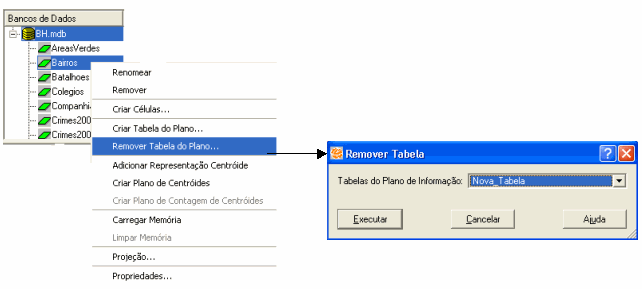 Bancos de Dados
BH.mdb
AreasVerdes
Bairros
Batalhoes
Colegios
Companhi
Crimes200
Crimes200
Renomear
Remover
Criar Células...
Criar Tabela do Plano...
Remover Tabela do Plano...
Adicionar Representação Centróide
Criar Plano de Centróides
Criar Plano de Contagem de Centróides
Carregar Memória
Limpar Memória
Projeção...
Propriedades...
Remover Tabela
Tabelas do Plano de Informação: Nova_Tabela
Executar Cancelar Ajuda